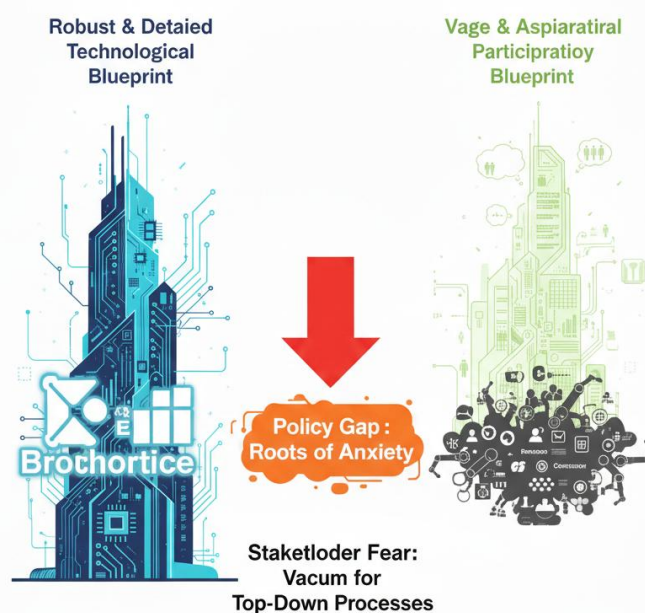 Robust & Detaied
Technological
Blueprint
Vage & Aspiaratiral
Participratioy
Blueprint
E
Brochortice
Policy Gap :
Roots of Anxiety
Staketloder Fear:
Vacum for
Top-Down Processes